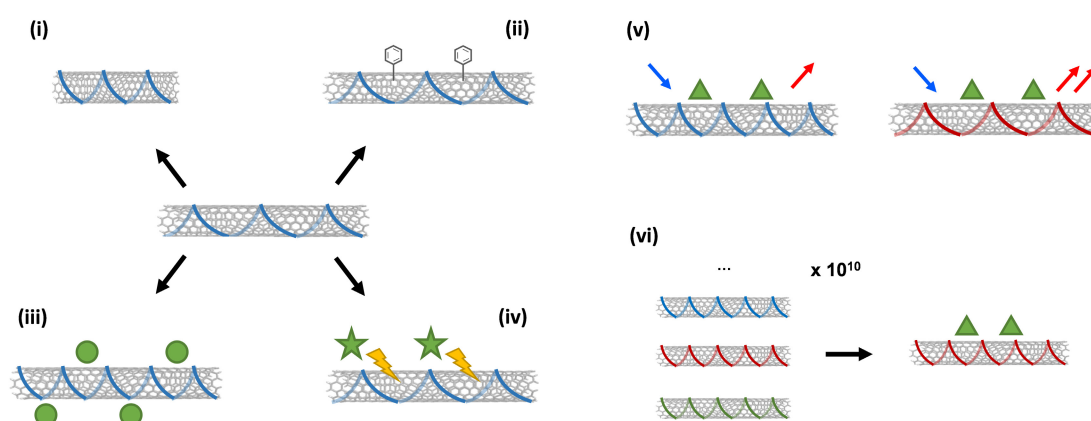 (i)
(ii)
(iii)
(iv)
(v)
(vi)
...
x 10¹⁰